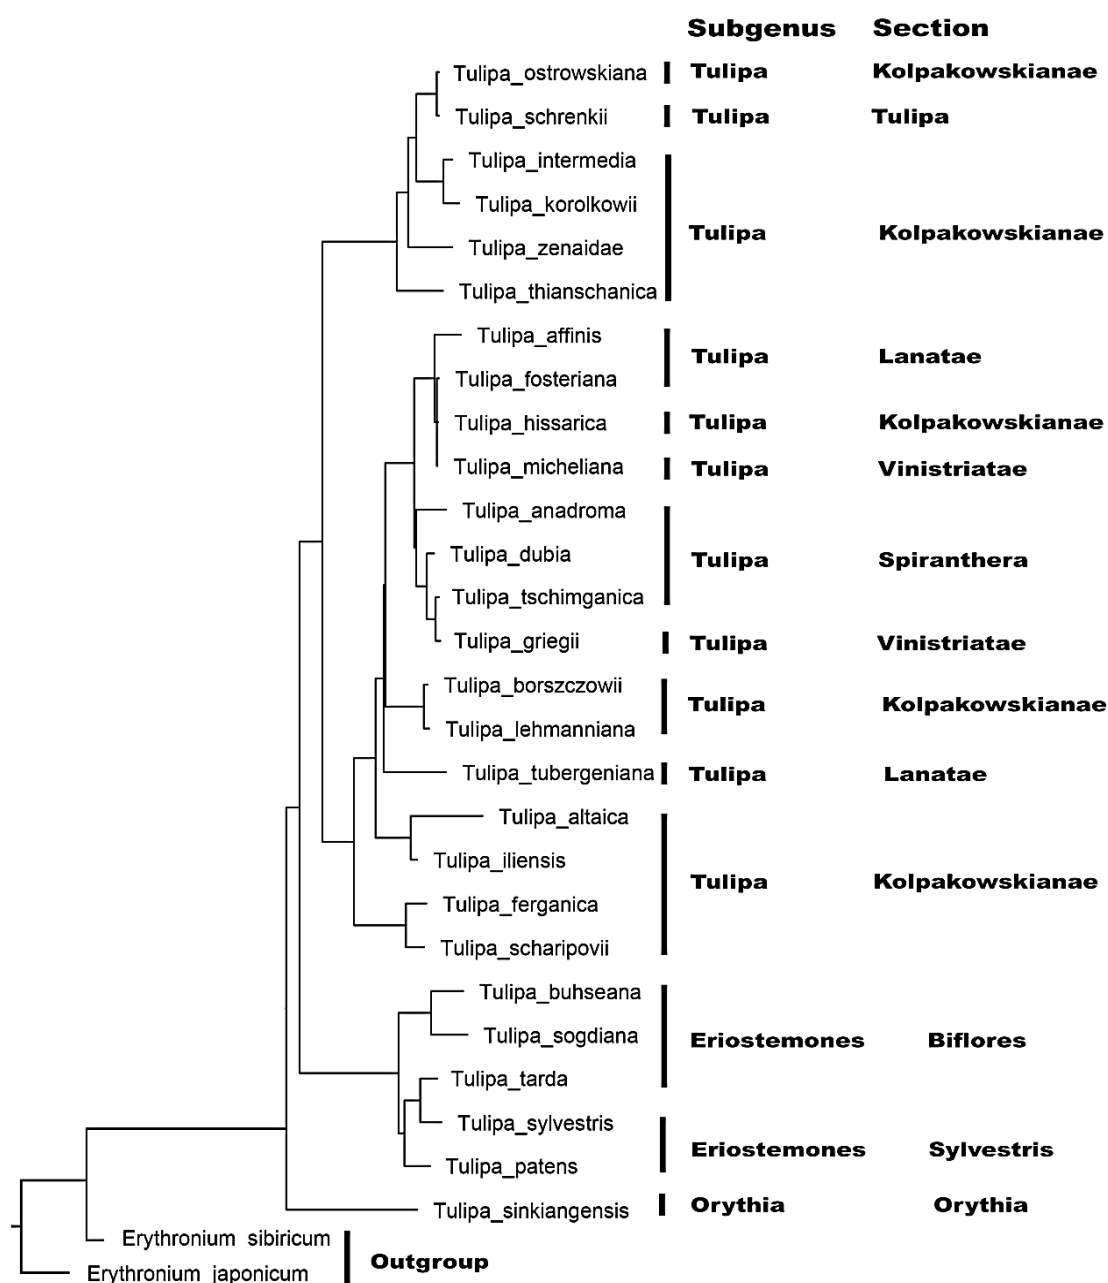 Subgenus Section
Tulipa_ostrowskiana Tulipa Kolpakowskianae
Tulipa_schrenkii Tulipa Tulipa
Tulipa_intermedia
Tulipa_korolkowii
Tulipa Kolpakowskianae
Tulipa_zenaidae
Tulipa_thianschanica
Tulipa_affinis
Tulipa Lanatae
Tulipa_fosteriana
Tulipa_hissarica Tulipa Kolpakowskianae
Tulipa_micheliana Tulipa Vinistriatae
Tulipa_anadroma
Tulipa_dubia
Tulipa Spiranthera
Tulipa_tschimganica
Tulipa_griegii Tulipa Vinistriatae
Tulipa_borszczowii
Tulipa Kolpakowskianae
Tulipa_lehmanniana
Tulipa_tubergeniana Tulipa Lanatae
Tulipa_altaica
Tulipa_iliensis
Tulipa Kolpakowskianae
Tulipa_ferganica
Tulipa_scharipovii
Tulipa_buhseana
Tulipa_sogdiana
Eriostemones Biflores
Tulipa_tarda
Tulipa_sylvestris
Eriostemones Sylvestris
Tulipa_patens
Tulipa_sinkiangensis Orythia Orythia
Erythronium sibiricum
Outgroup
Erythronium japonicum